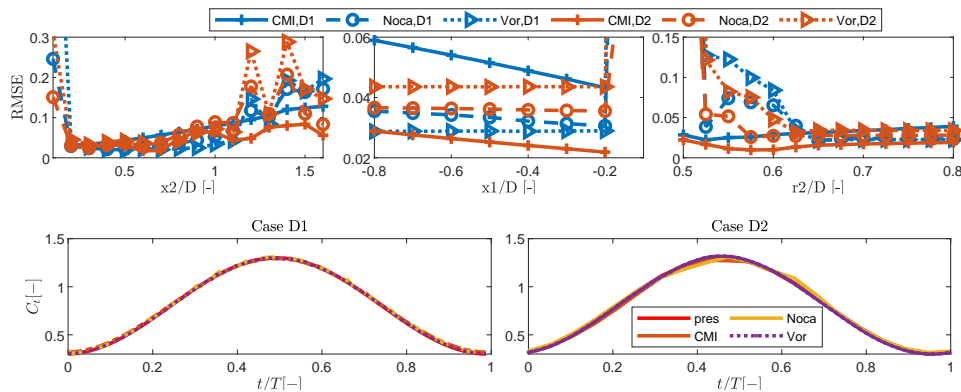 CMI,D1 Noca,D1 Vor,D1 CMI,D2 Noca,D2 Vor,D2
RMSE
0.3
0.2
0.1
0
0.5 1 1.5
x2/D [-]
0.06
0.04
0.02
-0.8 -0.6 -0.4 -0.2
x1/D [-]
0.15
0.1
0.05
0
0.5 0.6 0.7 0.8
r2/D [-]
Case D1
C_t[−]
1.5
1
0.5
0 0.2 0.4 0.6 0.8 1
t/T[−]
Case D2
1.5
1
0.5
pres Noca
CMI Vor
0 0.2 0.4 0.6 0.8 1
t/T[−]